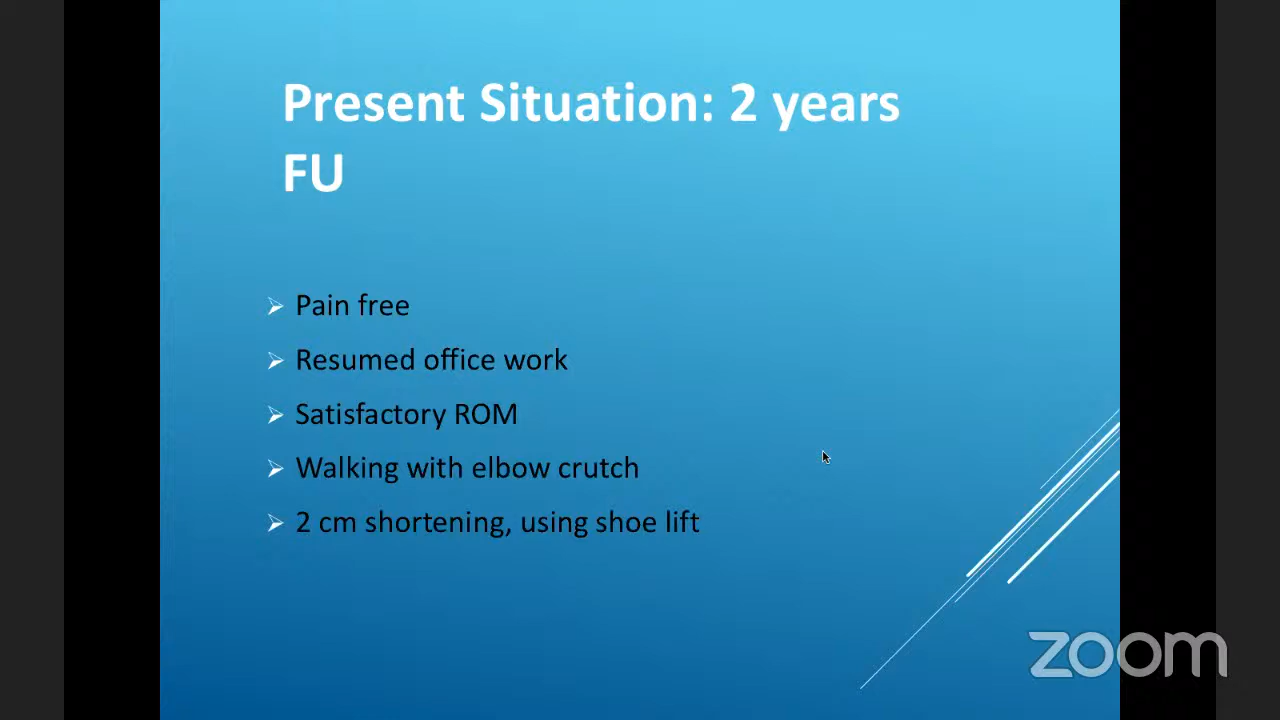 Present Situation: 2 years
FU
Pain free
Resumed office work
Satisfactory ROM
Walking with elbow crutch
2 cm shortening, using shoe lift
zoom